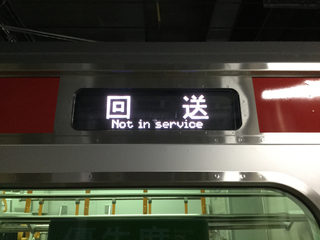 回送
Not in service